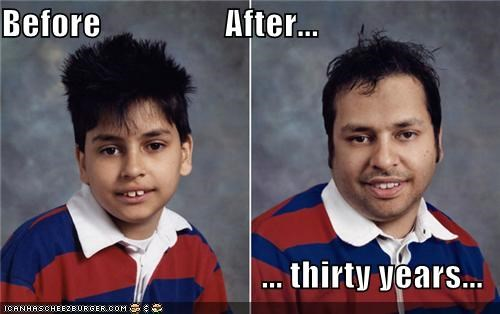 Before
After...
... thirty years...
ICANHASCHEEZBURGER.COM